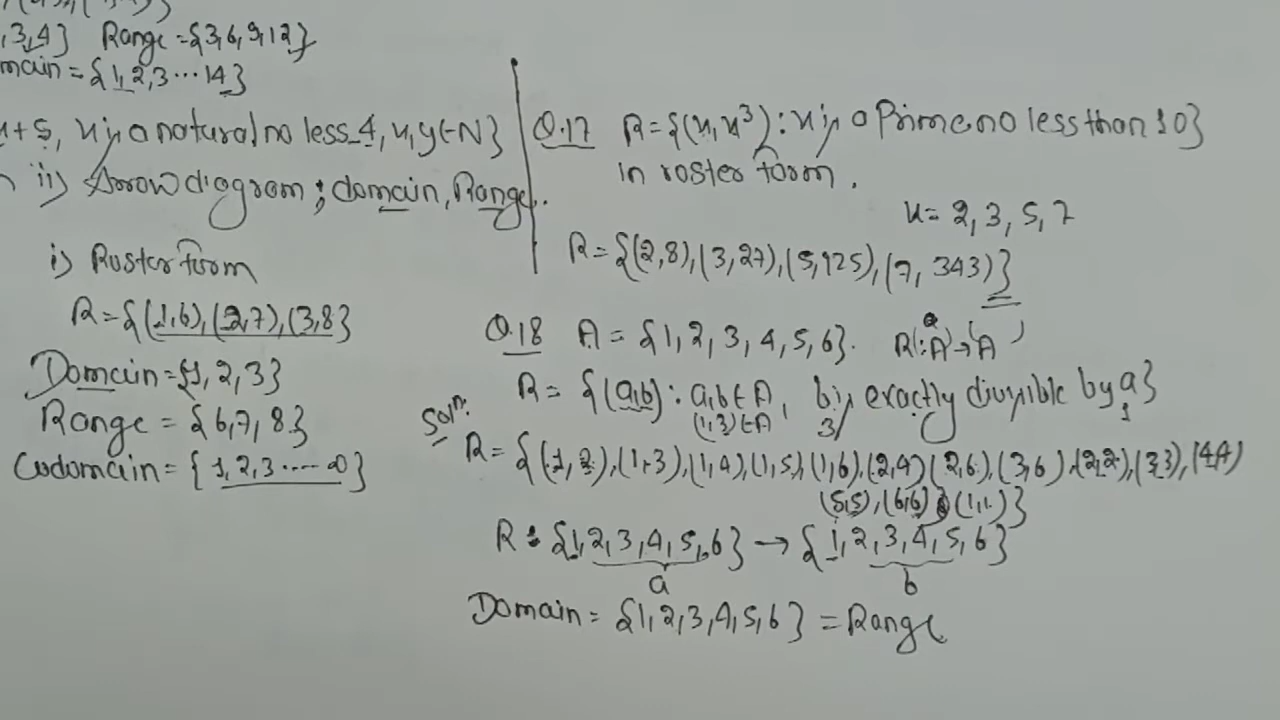 ,3,4} Range = {3,6,9,12}
main = {1,2,3...14}
x+5, x is a natural no less 4, x,y∈N}
ii) Arrow diagram ; domain, Range..
i) Roster form
R = {(1,6),(2,7),(3,8}
Domain = {1,2,3}
Range = {6,7,8}
Codomain = {1,2,3.....∞}
Q.17 R = {(x,x³) : x is a Prime no less than 10}
in roster form.
x = 2,3,5,7
R = {(2,8),(3,27),(5,125),(7,343)}
Q.18 A = {1,2,3,4,5,6}. R : A → A
R = {(a,b) : a,b∈A, b is exactly divisible by a}
(1,3)∈A 3/ 1
Soln.
R = {(1,2),(1,3),(1,4),(1,5),(1,6),(2,4)(2,6),(3,6),(2,2),(3,3),(4,4)
(5,5),(6,6) (1,1)}
R : {1,2,3,4,5,6} → {1,2,3,4,5,6}
a b
Domain = {1,2,3,4,5,6} = Range